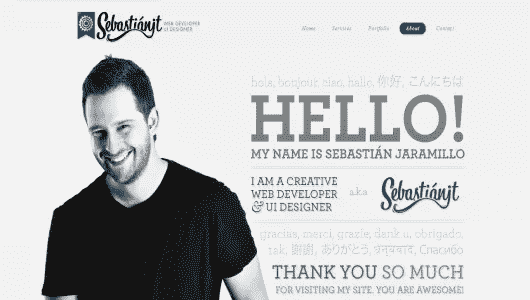 Sebastiánjt WEB DEVELOPER
UI DESIGNER
Home Services Portfolio About Contact
hola, bonjour, ciao, hallo, 你好, こんにちは
HELLO!
MY NAME IS SEBASTIÁN JARAMILLO
I AM A CREATIVE
WEB DEVELOPER
& UI DESIGNER
a.k.a Sebastiánjt
gracias, merci, grazie, dank u, obrigado,
tak, 謝謝, ありがとう, धन्यवाद, Спасибо
THANK YOU SO MUCH
FOR VISITING MY SITE. YOU ARE AWESOME!